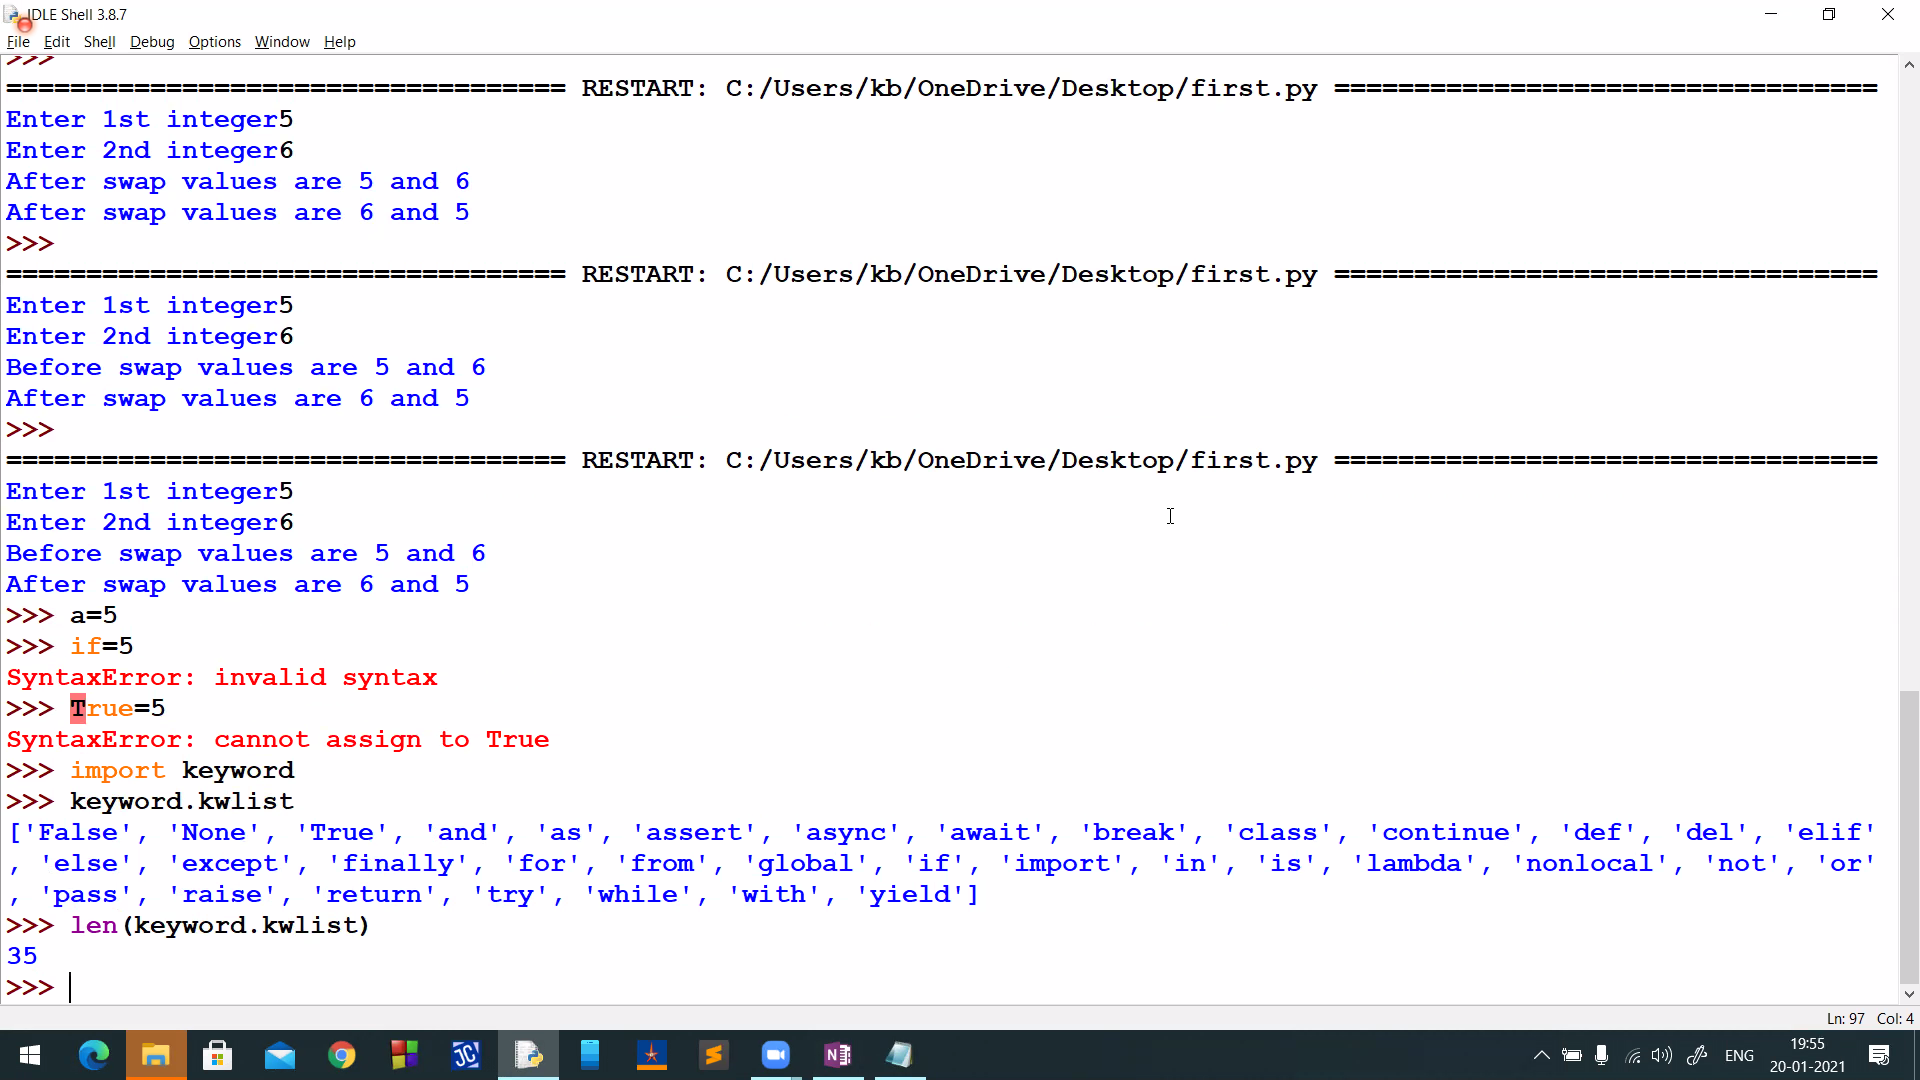 IDLE Shell 3.8.7
File Edit Shell Debug Options Window Help
>>>
=================================== RESTART: C:/Users/kb/OneDrive/Desktop/first.py ==================================
Enter 1st integer5
Enter 2nd integer6
After swap values are 5 and 6
After swap values are 6 and 5
>>>
=================================== RESTART: C:/Users/kb/OneDrive/Desktop/first.py ==================================
Enter 1st integer5
Enter 2nd integer6
Before swap values are 5 and 6
After swap values are 6 and 5
>>>
=================================== RESTART: C:/Users/kb/OneDrive/Desktop/first.py ==================================
Enter 1st integer5
Enter 2nd integer6
Before swap values are 5 and 6
After swap values are 6 and 5
>>> a=5
>>> if=5
SyntaxError: invalid syntax
>>> True=5
SyntaxError: cannot assign to True
>>> import keyword
>>> keyword.kwlist
['False', 'None', 'True', 'and', 'as', 'assert', 'async', 'await', 'break', 'class', 'continue', 'def', 'del', 'elif'
, 'else', 'except', 'finally', 'for', 'from', 'global', 'if', 'import', 'in', 'is', 'lambda', 'nonlocal', 'not', 'or'
, 'pass', 'raise', 'return', 'try', 'while', 'with', 'yield']
>>> len(keyword.kwlist)
35
>>>
Ln: 97 Col: 4
JC N ENG 19:55
20-01-2021